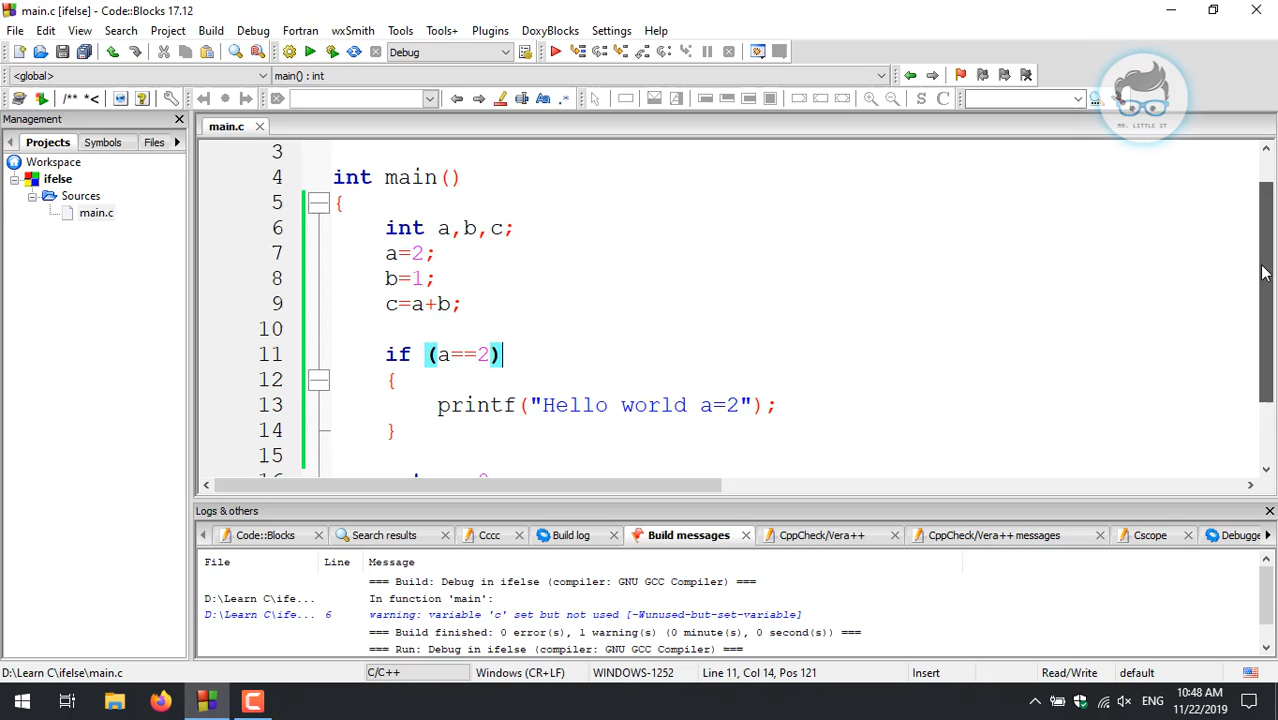 main.c [ifelse] - Code::Blocks 17.12
File Edit View Search Project Build Debug Fortran wxSmith Tools Tools+ Plugins DoxyBlocks Settings Help
Debug
<global> main() : int
/** *< S C
MR. LITTLE IT
Management
main.c
Projects Symbols Files
Workspace
ifelse
Sources
main.c
3
4 int main()
5 {
6 int a,b,c;
7 a=2;
8 b=1;
9 c=a+b;
10
11 if (a==2)
12 {
13 printf("Hello world a=2");
14 }
15
Logs & others
Code::Blocks Search results Cccc Build log Build messages CppCheck/Vera++ CppCheck/Vera++ messages Cscope Debugge
File Line Message
=== Build: Debug in ifelse (compiler: GNU GCC Compiler) ===
D:\Learn C\ife... In function 'main':
D:\Learn C\ife... 6 warning: variable 'c' set but not used [-Wunused-but-set-variable]
=== Build finished: 0 error(s), 1 warning(s) (0 minute(s), 0 second(s)) ===
=== Run: Debug in ifelse (compiler: GNU GCC Compiler) ===
D:\Learn C\ifelse\main.c C/C++ Windows (CR+LF) WINDOWS-1252 Line 11, Col 14, Pos 121 Insert Read/Write default
ENG
10:48 AM
11/22/2019